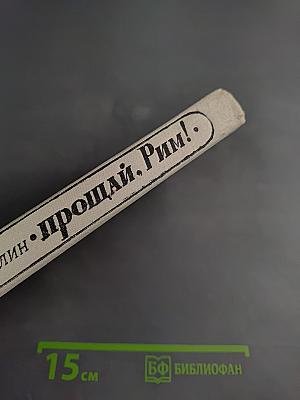 лин • прощай, Рим! •
15 см
БФ БИБЛИОФАН